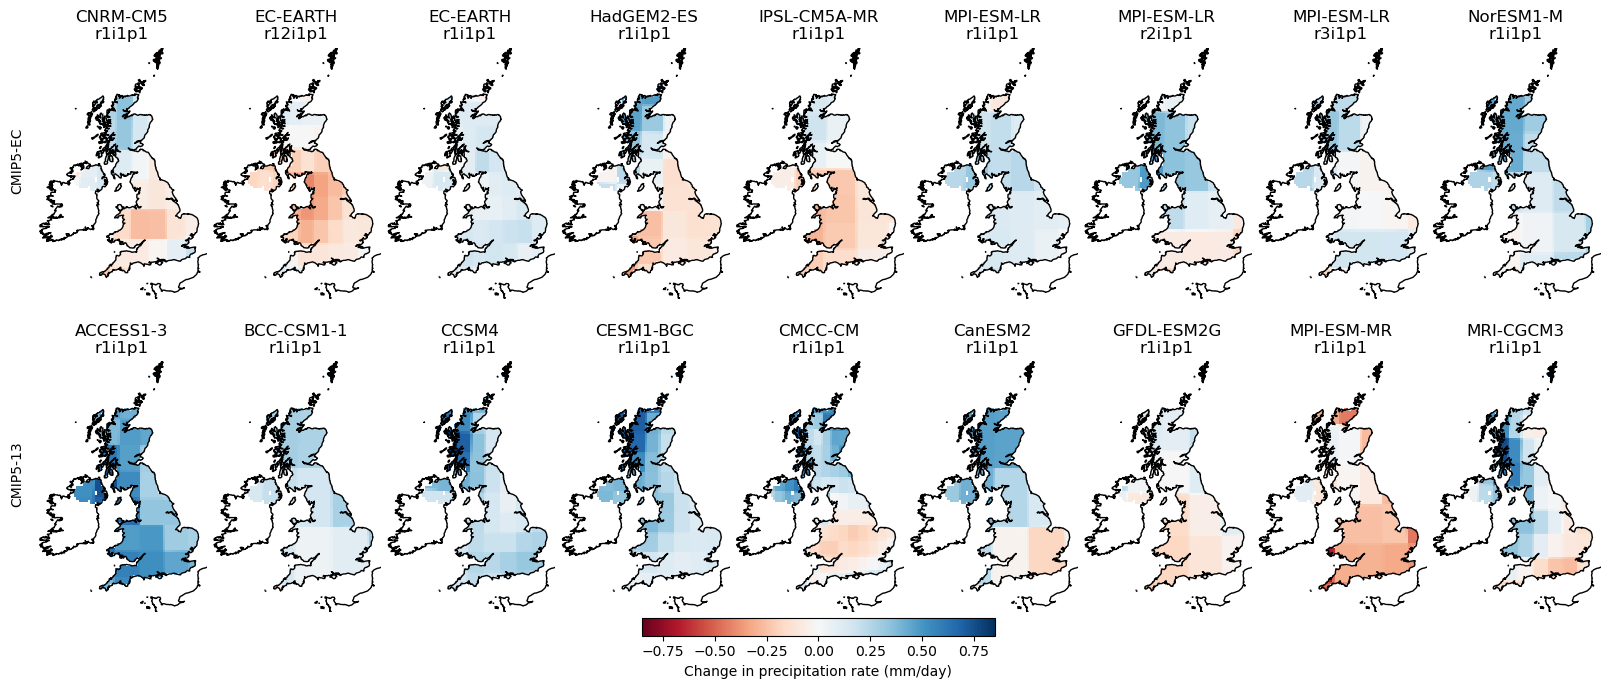 CNRM-CM5
r1i1p1
EC-EARTH
r12i1p1
EC-EARTH
r1i1p1
HadGEM2-ES
r1i1p1
IPSL-CM5A-MR
r1i1p1
MPI-ESM-LR
r1i1p1
MPI-ESM-LR
r2i1p1
MPI-ESM-LR
r3i1p1
NorESM1-M
r1i1p1
CMIP5-EC
ACCESS1-3
r1i1p1
BCC-CSM1-1
r1i1p1
CCSM4
r1i1p1
CESM1-BGC
r1i1p1
CMCC-CM
r1i1p1
CanESM2
r1i1p1
GFDL-ESM2G
r1i1p1
MPI-ESM-MR
r1i1p1
MRI-CGCM3
r1i1p1
CMIP5-13
−0.75 −0.50 −0.25 0.00 0.25 0.50 0.75
Change in precipitation rate (mm/day)